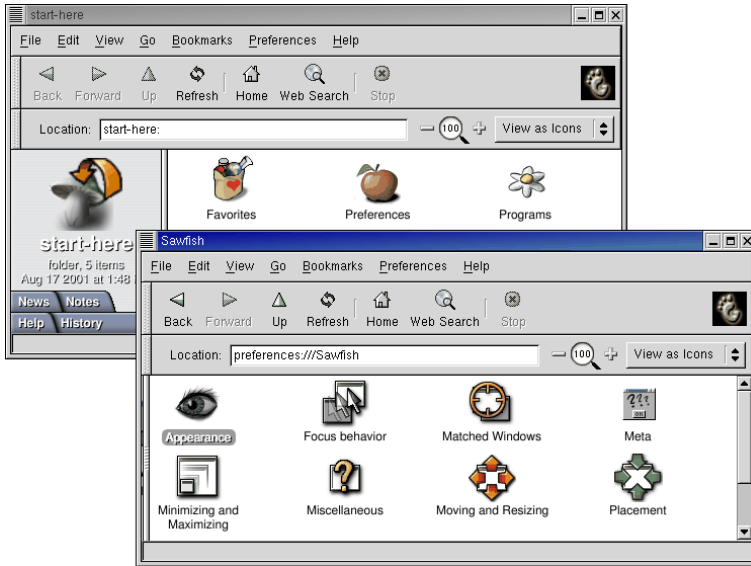 start-here
File Edit View Go Bookmarks Preferences Help
Back Forward Up Refresh Home Web Search Stop
Location: start-here: 100 View as Icons
Favorites Preferences Programs
start-here
folder, 5 items
Aug 17 2001 at 1:48
News Notes
Help History
Sawfish
File Edit View Go Bookmarks Preferences Help
Back Forward Up Refresh Home Web Search Stop
Location: preferences:///Sawfish 100 View as Icons
???
on
Appearance Focus behavior Matched Windows Meta
?
Minimizing and Miscellaneous Moving and Resizing Placement
Maximizing